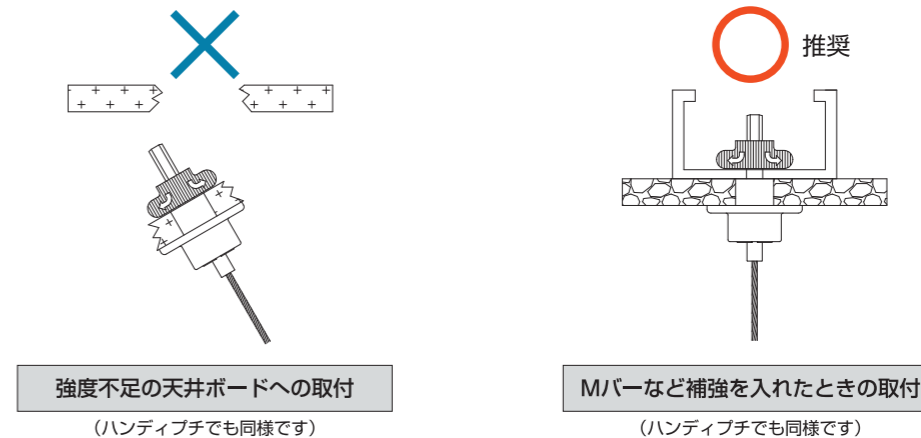 推奨
強度不足の天井ボードへの取付
（ハンディプチでも同様です）
Mバーなど補強を入れたときの取付
（ハンディプチでも同様です）